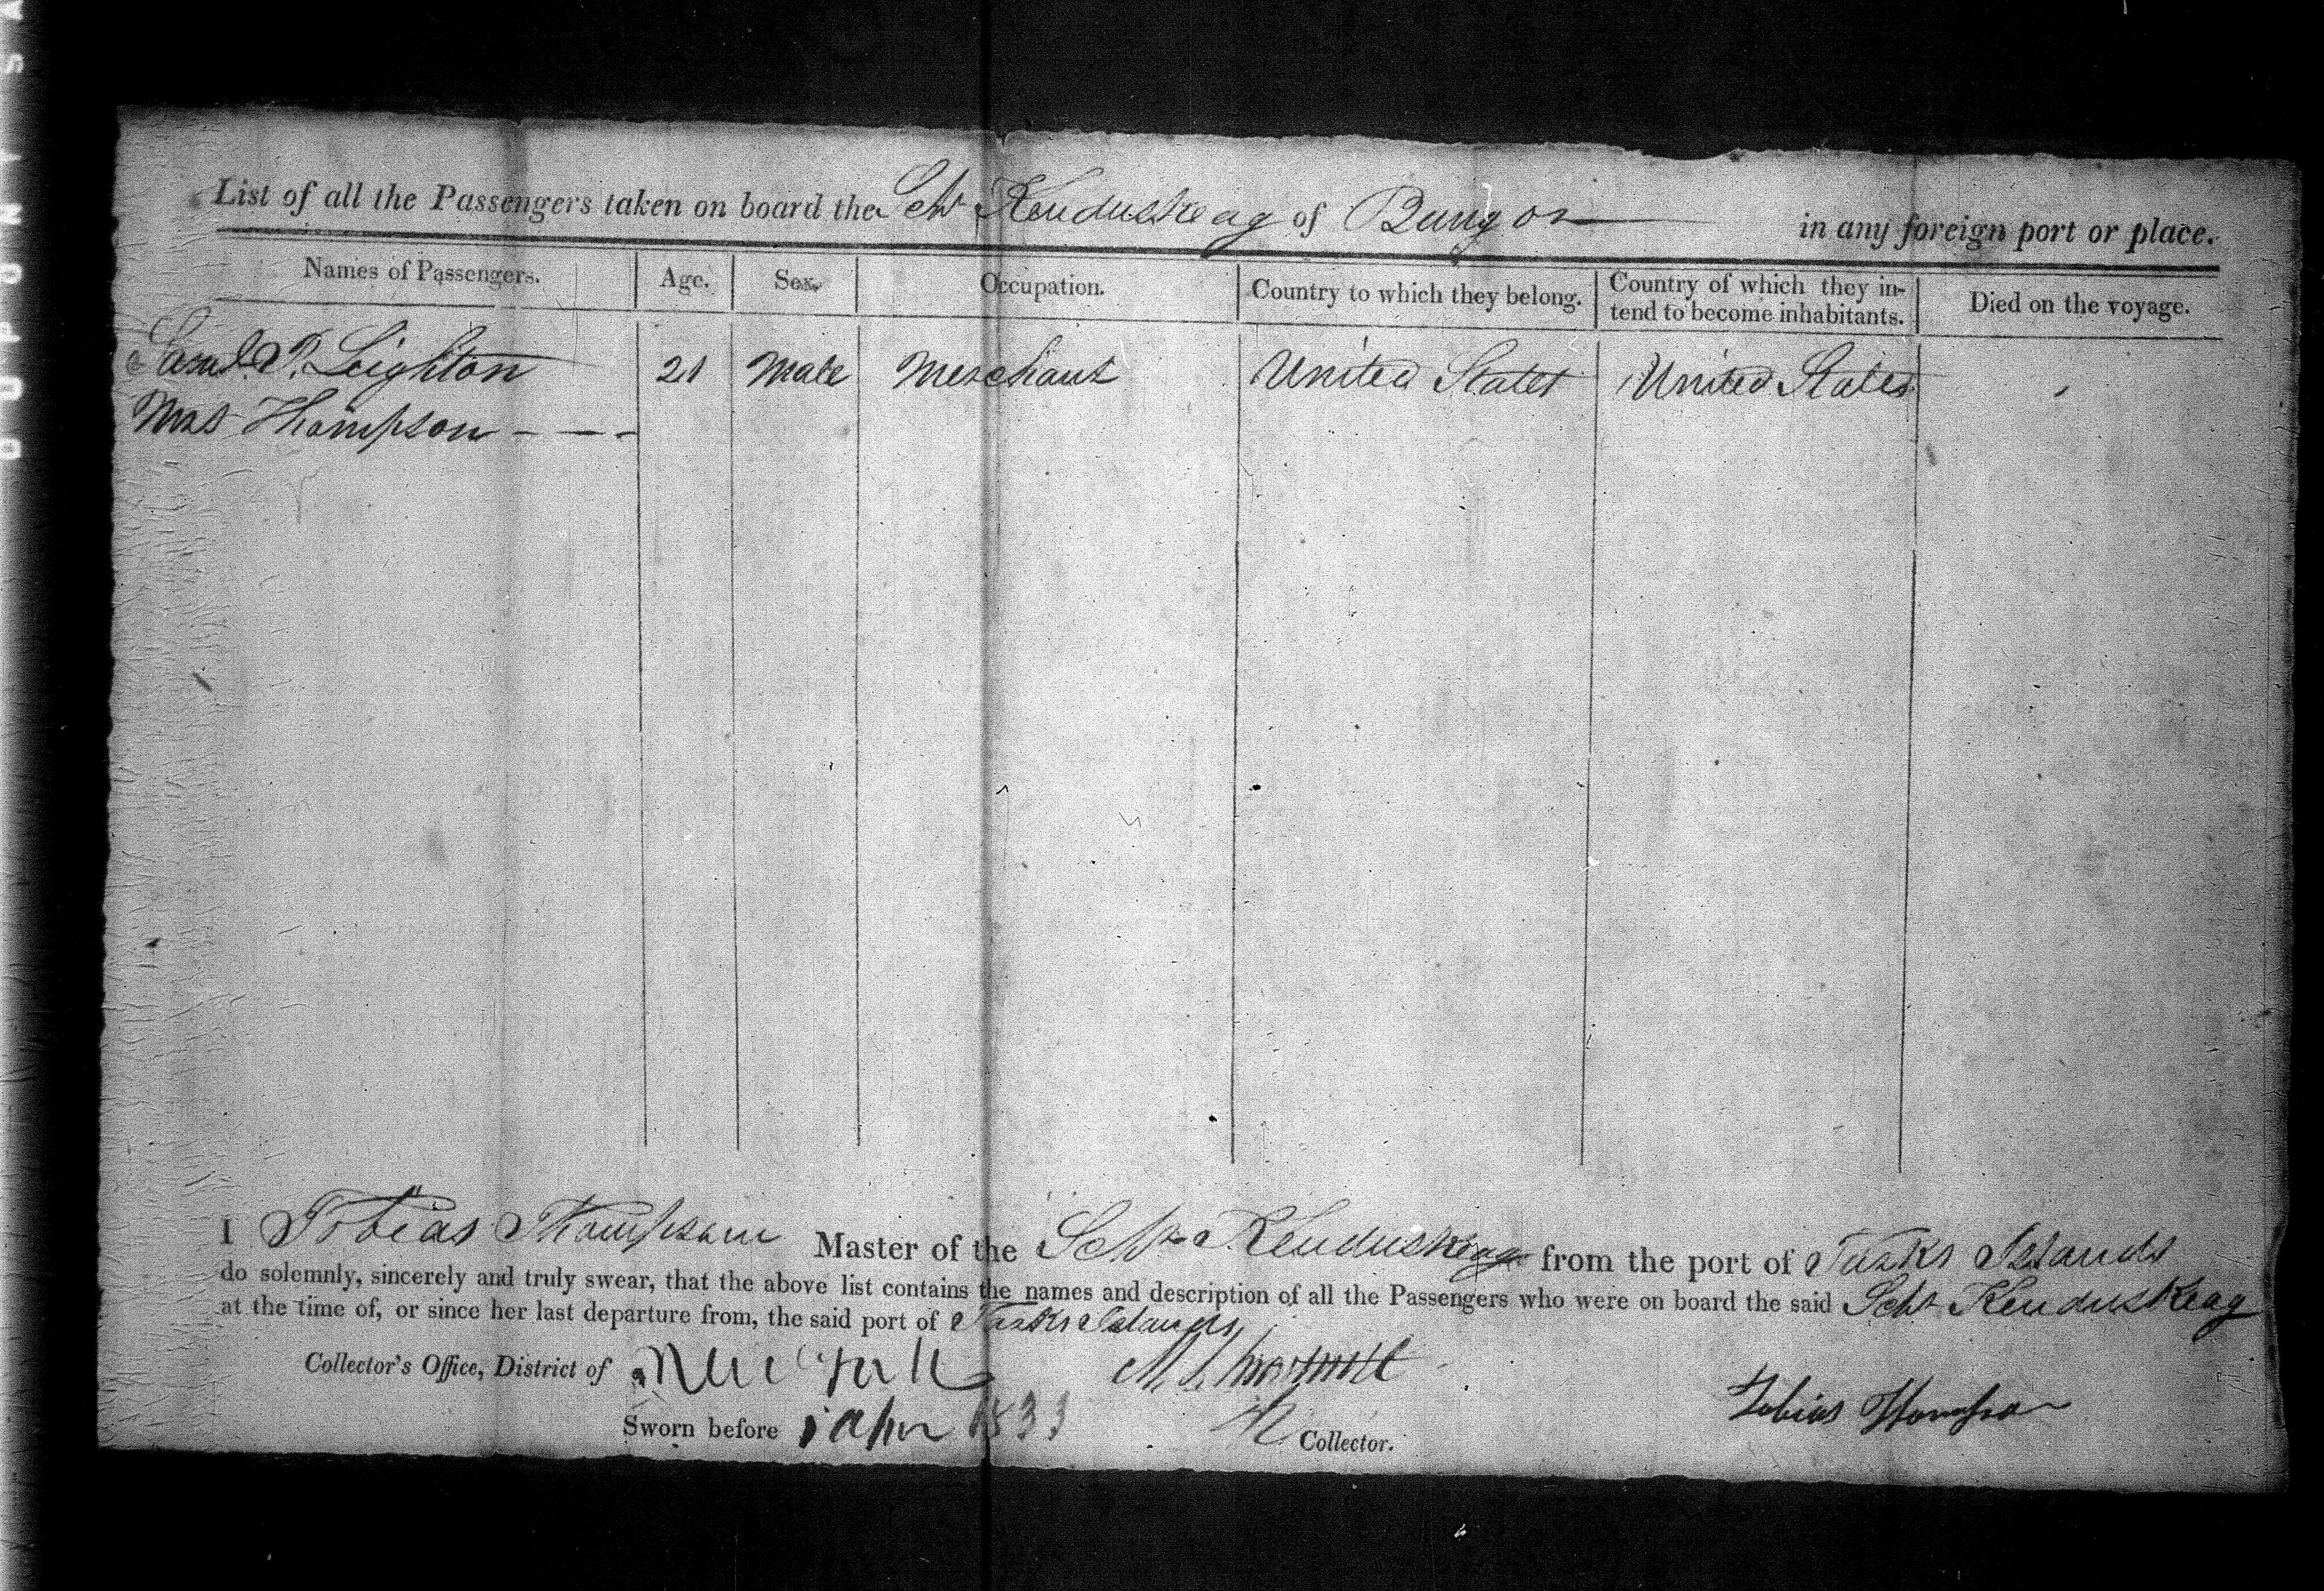 List of all the Passengers taken on board the Schr Kenduskeag of Bangor in any foreign port or place.
Names of Passengers. Age. Sex. Occupation. Country to which they belong. Country of which they in-
tend to become inhabitants. Died on the voyage.
Saml. P. Leighton 21 Male Merchant United States United States
Mrs Thompson - - - -
I Tobias Thompson Master of the Schr Kenduskeag from the port of Turks Islands
do solemnly, sincerely and truly swear, that the above list contains the names and description of all the Passengers who were on board the said Schr Kenduskeag
at the time of, or since her last departure from, the said port of Turks Islands
Collector's Office, District of New York
Sworn before 1833
Collector.
Tobias Thompson